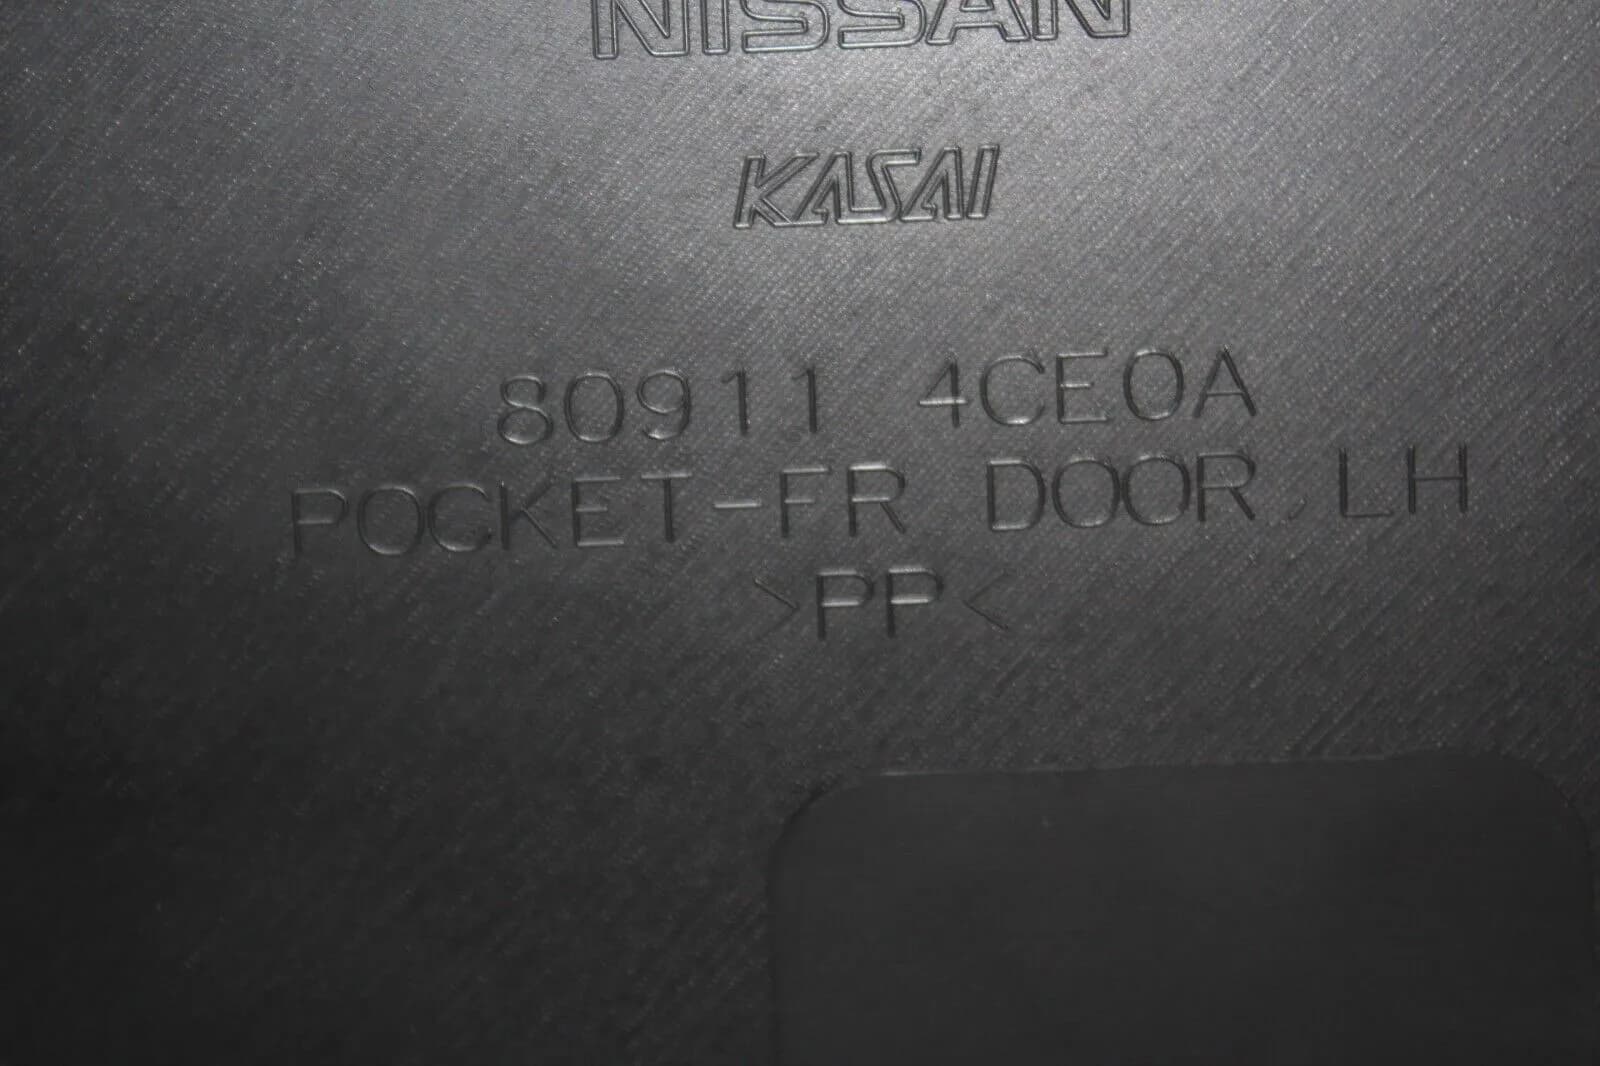 NISSAN
KASAI
80911 4CE0A
POCKET-FR DOOR,LH
>PP<